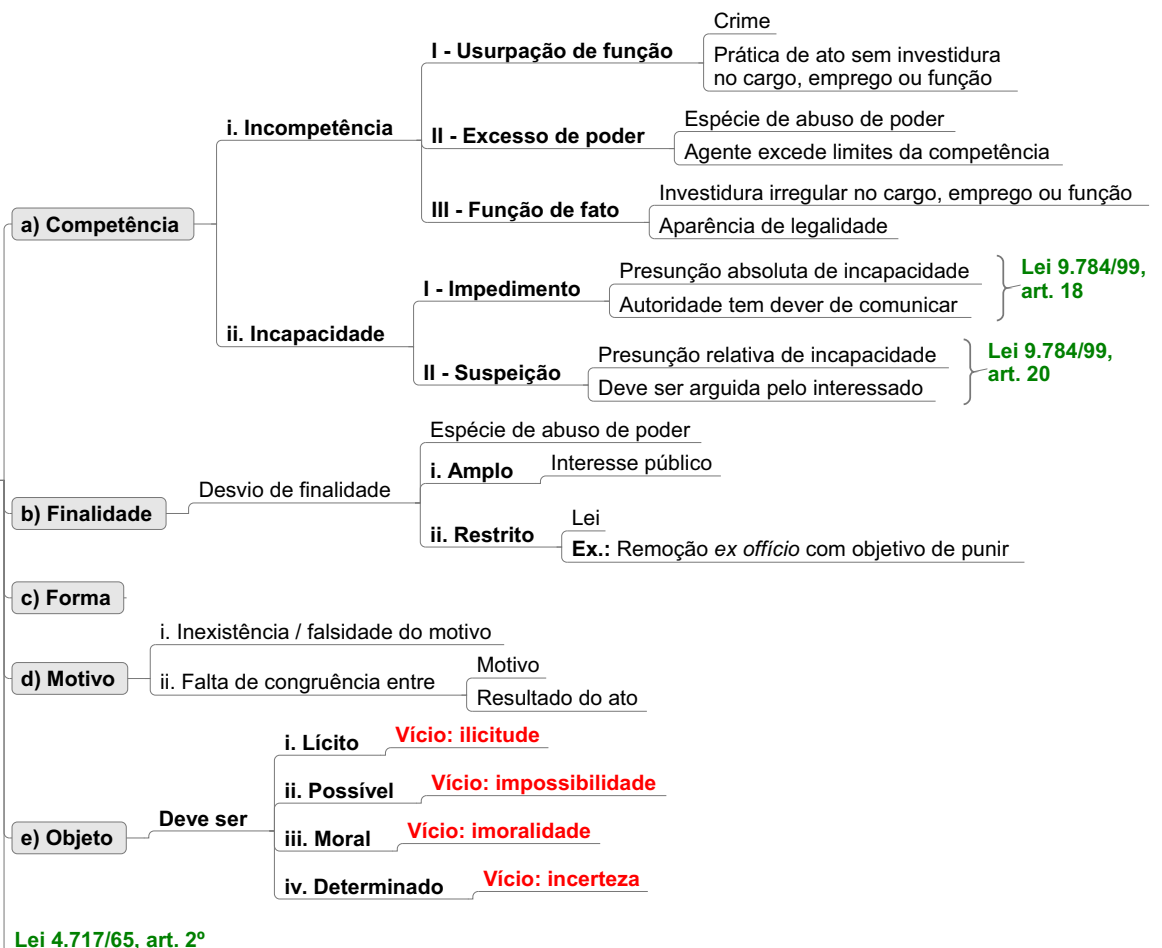 a) Competência
i. Incompetência
I - Usurpação de função
Crime
Prática de ato sem investidura
no cargo, emprego ou função
II - Excesso de poder
Espécie de abuso de poder
Agente excede limites da competência
III - Função de fato
Investidura irregular no cargo, emprego ou função
Aparência de legalidade
ii. Incapacidade
I - Impedimento
Presunção absoluta de incapacidade
Autoridade tem dever de comunicar
Lei 9.784/99,
art. 18
II - Suspeição
Presunção relativa de incapacidade
Deve ser arguida pelo interessado
Lei 9.784/99,
art. 20
b) Finalidade
Desvio de finalidade
Espécie de abuso de poder
i. Amplo
Interesse público
ii. Restrito
Lei
Ex.: Remoção ex offício com objetivo de punir
c) Forma
d) Motivo
i. Inexistência / falsidade do motivo
ii. Falta de congruência entre
Motivo
Resultado do ato
e) Objeto
Deve ser
i. Lícito
Vício: ilicitude
ii. Possível
Vício: impossibilidade
iii. Moral
Vício: imoralidade
iv. Determinado
Vício: incerteza
Lei 4.717/65, art. 2º